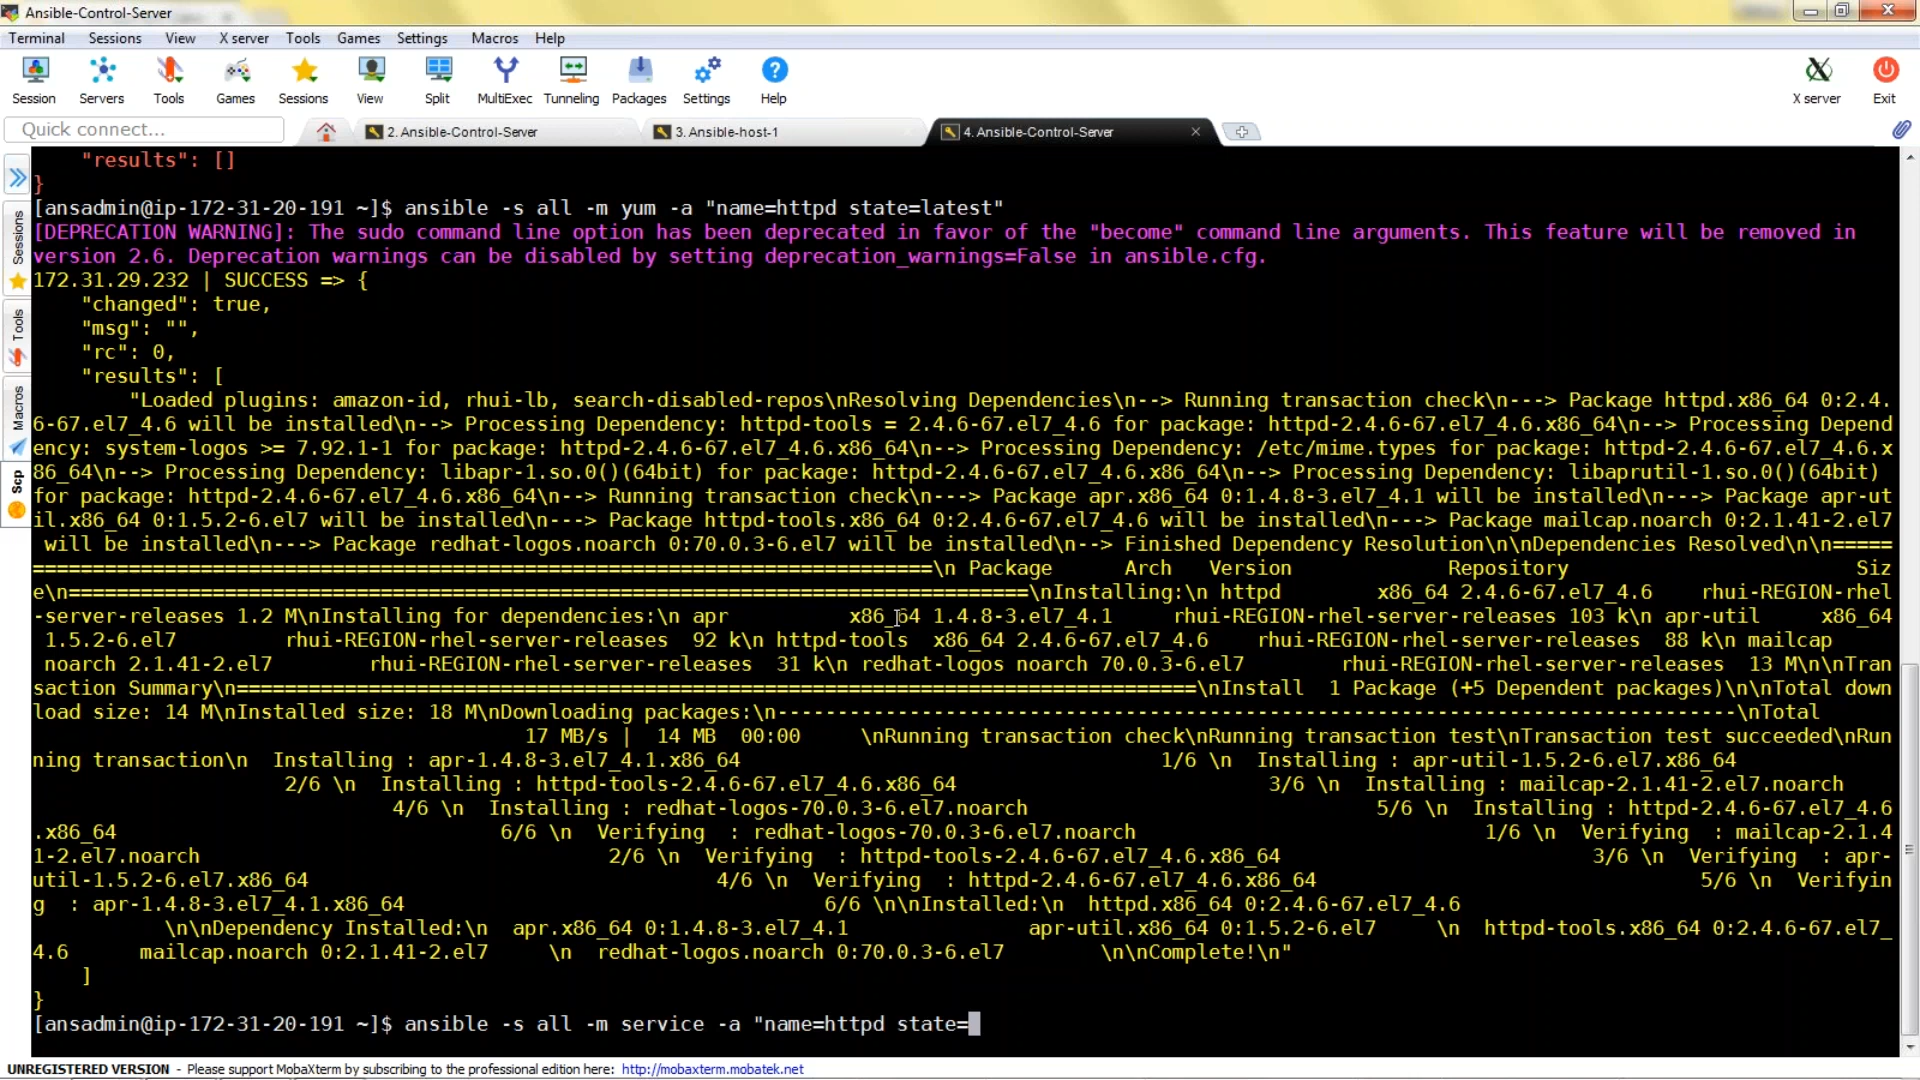 Ansible-Control-Server
Terminal Sessions View X server Tools Games Settings Macros Help
Session Servers Tools Games Sessions View Split MultiExec Tunneling Packages Settings Help X server Exit
Quick connect...
2. Ansible-Control-Server
3. Ansible-host-1
4. Ansible-Control-Server
Sessions
Tools
Macros
Scp
    "results": []
}
[ansadmin@ip-172-31-20-191 ~]$ ansible -s all -m yum -a "name=httpd state=latest"
[DEPRECATION WARNING]: The sudo command line option has been deprecated in favor of the "become" command line arguments. This feature will be removed in
version 2.6. Deprecation warnings can be disabled by setting deprecation_warnings=False in ansible.cfg.
172.31.29.232 | SUCCESS => {
    "changed": true,
    "msg": "",
    "rc": 0,
    "results": [
        "Loaded plugins: amazon-id, rhui-lb, search-disabled-repos\nResolving Dependencies\n--> Running transaction check\n---> Package httpd.x86_64 0:2.4.
6-67.el7_4.6 will be installed\n--> Processing Dependency: httpd-tools = 2.4.6-67.el7_4.6 for package: httpd-2.4.6-67.el7_4.6.x86_64\n--> Processing Depend
ency: system-logos >= 7.92.1-1 for package: httpd-2.4.6-67.el7_4.6.x86_64\n--> Processing Dependency: /etc/mime.types for package: httpd-2.4.6-67.el7_4.6.x
86_64\n--> Processing Dependency: libapr-1.so.0()(64bit) for package: httpd-2.4.6-67.el7_4.6.x86_64\n--> Processing Dependency: libaprutil-1.so.0()(64bit)
for package: httpd-2.4.6-67.el7_4.6.x86_64\n--> Running transaction check\n---> Package apr.x86_64 0:1.4.8-3.el7_4.1 will be installed\n---> Package apr-ut
il.x86_64 0:1.5.2-6.el7 will be installed\n---> Package httpd-tools.x86_64 0:2.4.6-67.el7_4.6 will be installed\n---> Package mailcap.noarch 0:2.1.41-2.el7
 will be installed\n---> Package redhat-logos.noarch 0:70.0.3-6.el7 will be installed\n--> Finished Dependency Resolution\n\nDependencies Resolved\n\n=====
===========================================================================\n Package      Arch   Version             Repository                        Siz
e\n================================================================================\nInstalling:\n httpd       x86_64 2.4.6-67.el7_4.6    rhui-REGION-rhel
-server-releases 1.2 M\nInstalling for dependencies:\n apr          x86_64 1.4.8-3.el7_4.1     rhui-REGION-rhel-server-releases 103 k\n apr-util     x86_64
 1.5.2-6.el7         rhui-REGION-rhel-server-releases  92 k\n httpd-tools  x86_64 2.4.6-67.el7_4.6    rhui-REGION-rhel-server-releases  88 k\n mailcap
 noarch 2.1.41-2.el7        rhui-REGION-rhel-server-releases  31 k\n redhat-logos noarch 70.0.3-6.el7        rhui-REGION-rhel-server-releases  13 M\n\nTran
saction Summary\n================================================================================\nInstall  1 Package (+5 Dependent packages)\n\nTotal down
load size: 14 M\nInstalled size: 18 M\nDownloading packages:\n--------------------------------------------------------------------------------\nTotal
                                         17 MB/s |  14 MB  00:00     \nRunning transaction check\nRunning transaction test\nTransaction test succeeded\nRun
ning transaction\n  Installing : apr-1.4.8-3.el7_4.1.x86_64                                   1/6 \n  Installing : apr-util-1.5.2-6.el7.x86_64
                     2/6 \n  Installing : httpd-tools-2.4.6-67.el7_4.6.x86_64                          3/6 \n  Installing : mailcap-2.1.41-2.el7.noarch
                              4/6 \n  Installing : redhat-logos-70.0.3-6.el7.noarch                             5/6 \n  Installing : httpd-2.4.6-67.el7_4.6
.x86_64                                6/6 \n  Verifying  : redhat-logos-70.0.3-6.el7.noarch                             1/6 \n  Verifying  : mailcap-2.1.4
1-2.el7.noarch                                  2/6 \n  Verifying  : httpd-tools-2.4.6-67.el7_4.6.x86_64                          3/6 \n  Verifying  : apr-
util-1.5.2-6.el7.x86_64                                  4/6 \n  Verifying  : httpd-2.4.6-67.el7_4.6.x86_64                                5/6 \n  Verifyin
g  : apr-1.4.8-3.el7_4.1.x86_64                                   6/6 \n\nInstalled:\n  httpd.x86_64 0:2.4.6-67.el7_4.6
           \n\nDependency Installed:\n  apr.x86_64 0:1.4.8-3.el7_4.1               apr-util.x86_64 0:1.5.2-6.el7     \n  httpd-tools.x86_64 0:2.4.6-67.el7_
4.6      mailcap.noarch 0:2.1.41-2.el7     \n  redhat-logos.noarch 0:70.0.3-6.el7        \n\nComplete!\n"
    ]
}
[ansadmin@ip-172-31-20-191 ~]$ ansible -s all -m service -a "name=httpd state=
UNREGISTERED VERSION - Please support MobaXterm by subscribing to the professional edition here: http://mobaxterm.mobatek.net